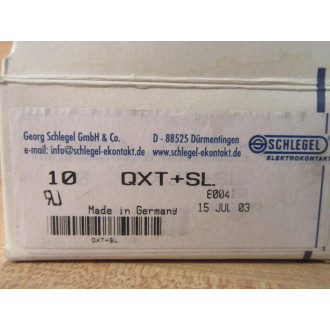 Georg Schlegel GmbH & Co.
D - 88525 Dürmentingen
e-mail: info@schlegel-ekontakt.de
www.schlegel-ekontakt.de
SCHLEGEL
ELEKTROKONTAKT
10 QXT+SL
E0041
Made in Germany
15 JUL 03
QXT+SL